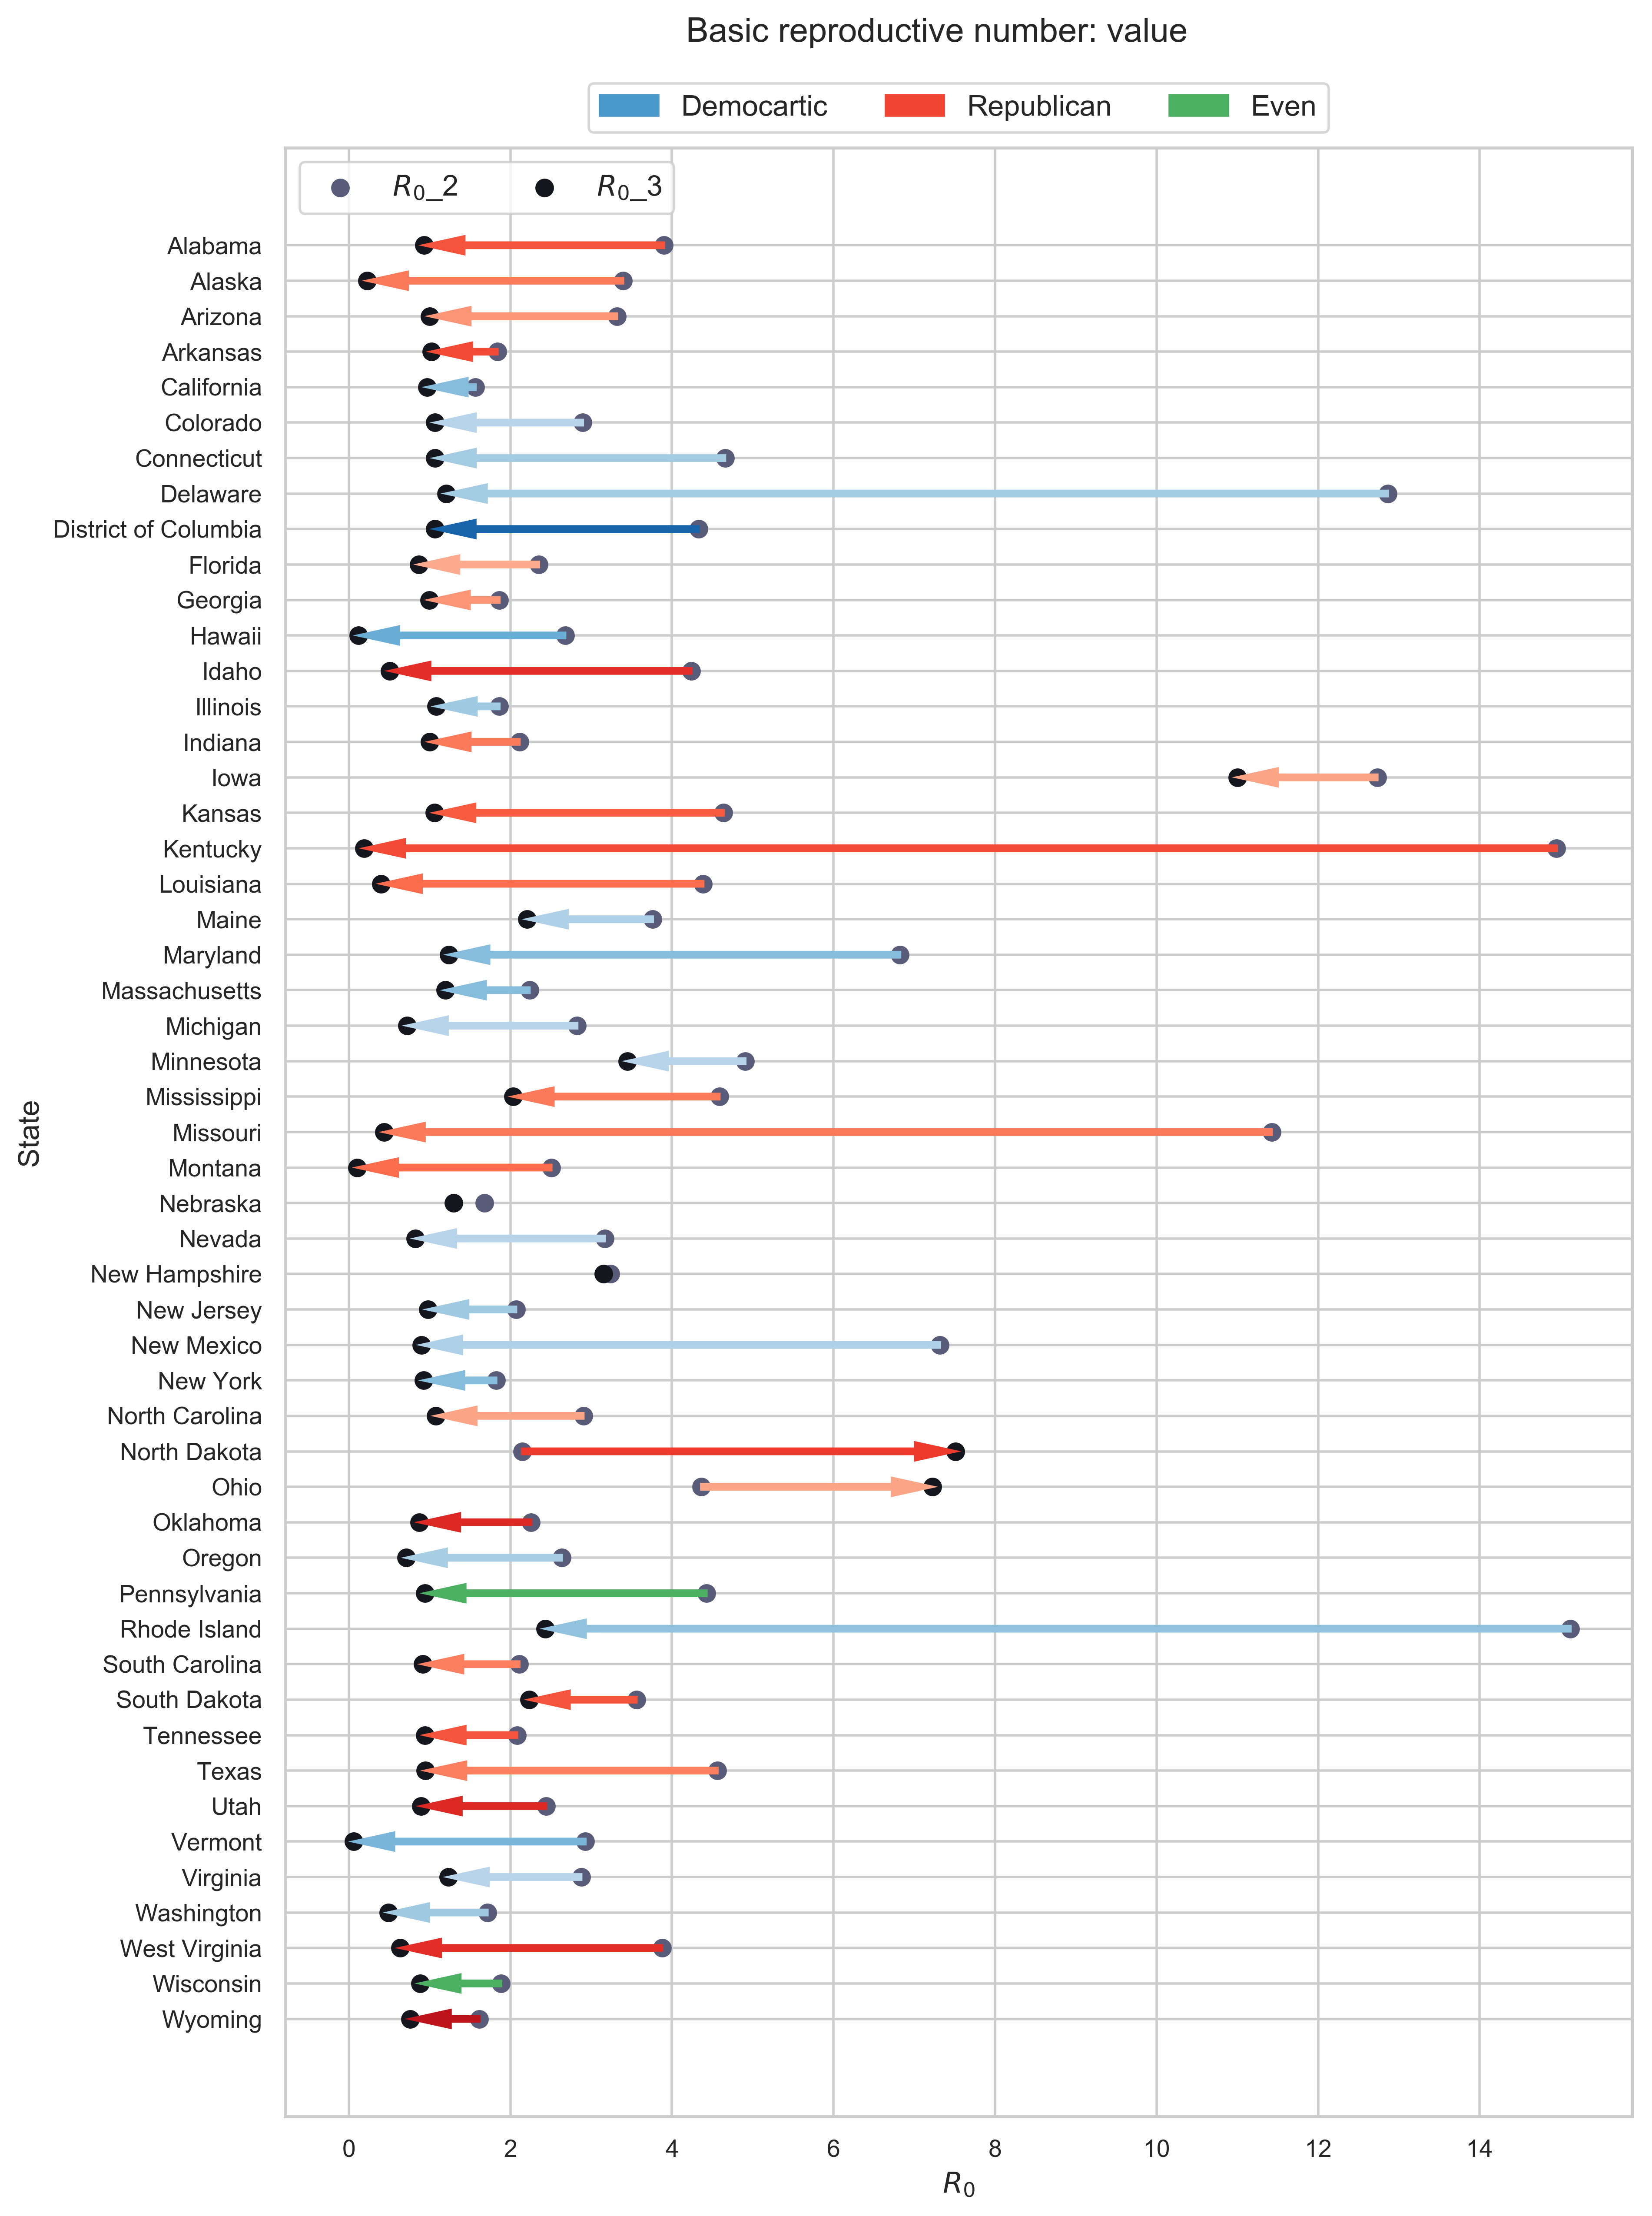 Basic reproductive number: value
Democartic Republican Even
R₀_2 R₀_3
Alabama
Alaska
Arizona
Arkansas
California
Colorado
Connecticut
Delaware
District of Columbia
Florida
Georgia
Hawaii
Idaho
Illinois
Indiana
Iowa
Kansas
Kentucky
Louisiana
Maine
Maryland
Massachusetts
Michigan
Minnesota
Mississippi
Missouri
Montana
Nebraska
Nevada
New Hampshire
New Jersey
New Mexico
New York
North Carolina
North Dakota
Ohio
Oklahoma
Oregon
Pennsylvania
Rhode Island
South Carolina
South Dakota
Tennessee
Texas
Utah
Vermont
Virginia
Washington
West Virginia
Wisconsin
Wyoming
State
0 2 4 6 8 10 12 14
R₀